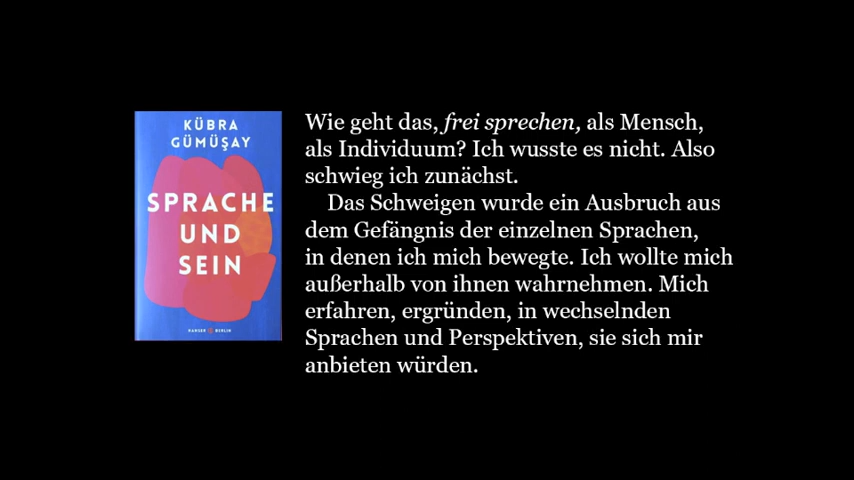 KÜBRA
GÜMÜŞAY
SPRACHE
UND
SEIN
HANSER BERLIN
Wie geht das, frei sprechen, als Mensch,
als Individuum? Ich wusste es nicht. Also
schwieg ich zunächst.
Das Schweigen wurde ein Ausbruch aus
dem Gefängnis der einzelnen Sprachen,
in denen ich mich bewegte. Ich wollte mich
außerhalb von ihnen wahrnehmen. Mich
erfahren, ergründen, in wechselnden
Sprachen und Perspektiven, sie sich mir
anbieten würden.